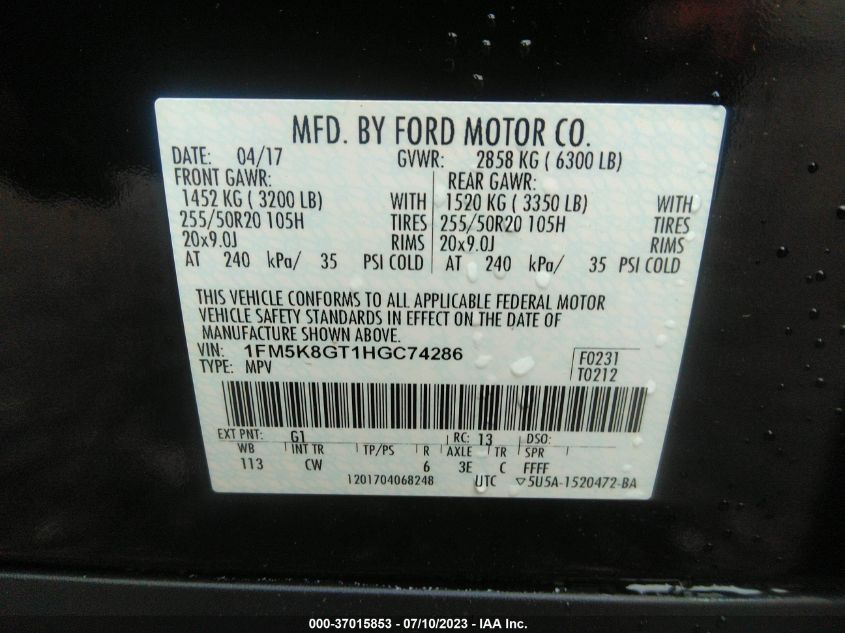 MFD. BY FORD MOTOR CO.
DATE: 04/17 GVWR: 2858 KG ( 6300 LB)
FRONT GAWR: REAR GAWR:
1452 KG ( 3200 LB) WITH 1520 KG ( 3350 LB) WITH
255/50R20 105H TIRES 255/50R20 105H TIRES
20x9.0J RIMS 20x9.0J RIMS
AT 240 kPa/ 35 PSI COLD AT 240 kPa/ 35 PSI COLD
THIS VEHICLE CONFORMS TO ALL APPLICABLE FEDERAL MOTOR
VEHICLE SAFETY STANDARDS IN EFFECT ON THE DATE OF
MANUFACTURE SHOWN ABOVE.
VIN: 1FM5K8GT1HGC74286 F0231
TYPE: MPV T0212
EXT PNT: G1 RC: 13 DSO:
WB INT TR TP/PS R AXLE TR SPR
113 CW 6 3E C FFFF
1201704068248 UTC ▽5U5A-1520472-BA
000-37015853 / 07/10/2023 - IAA Inc.